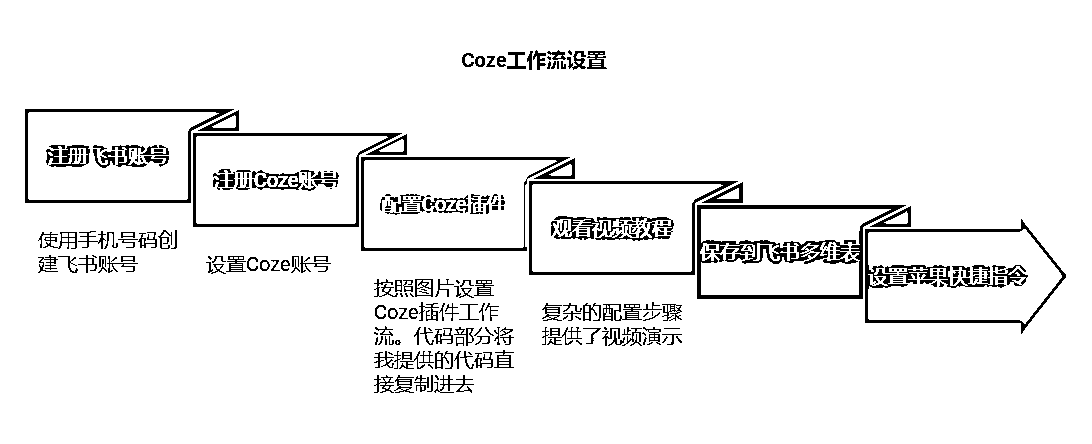 Coze工作流设置
注册飞书账号
使用手机号码创
建飞书账号
注册Coze账号
设置Coze账号
配置Coze插件
按照图片设置
Coze插件工作
流。代码部分将
我提供的代码直
接复制进去
观看视频教程
复杂的配置步骤
提供了视频演示
保存到飞书多维表
设置苹果快捷指令